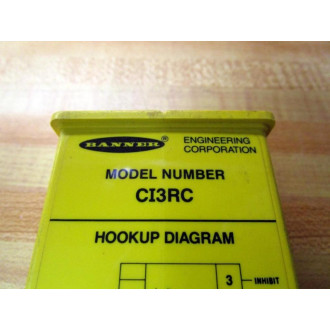 BANNER®
ENGINEERING
CORPORATION
MODEL NUMBER
CI3RC
HOOKUP DIAGRAM
3
INHIBIT